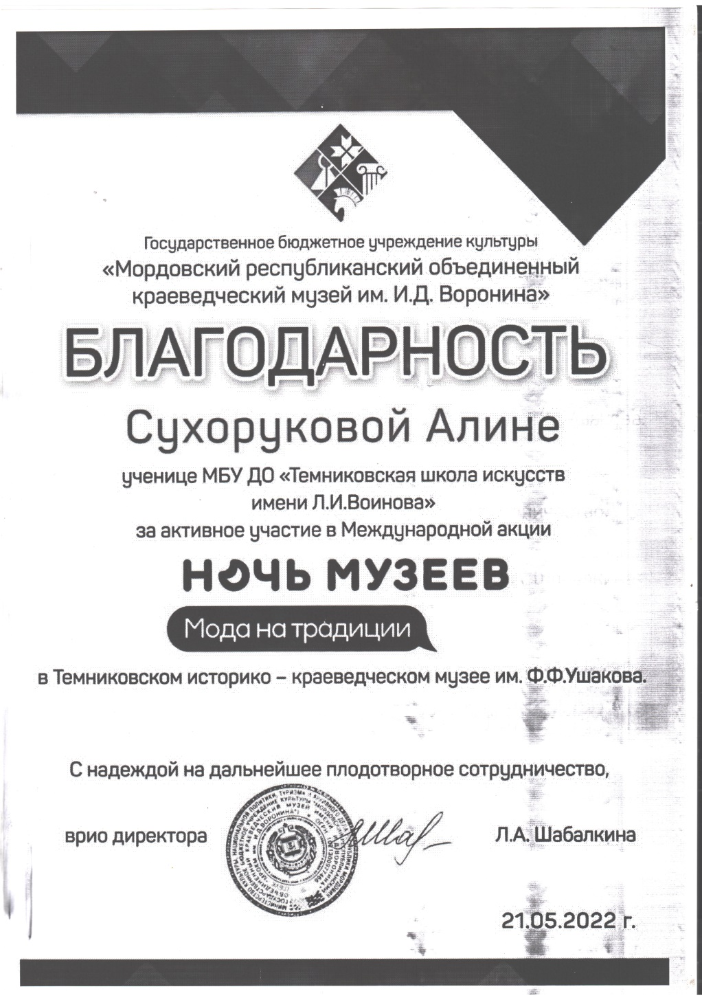 Государственное бюджетное учреждение культуры
«Мордовский республиканский объединенный
краеведческий музей им. И.Д. Воронина»
БЛАГОДАРНОСТЬ
Сухоруковой Алине
ученице МБУ ДО «Темниковская школа искусств
имени Л.И.Воинова»
за активное участие в Международной акции
НОЧЬ МУЗЕЕВ
Мода на традиции
в Темниковском историко – краеведческом музее им. Ф.Ф.Ушакова.
С надеждой на дальнейшее плодотворное сотрудничество,
врио директора
Л.А. Шабалкина
21.05.2022 г.